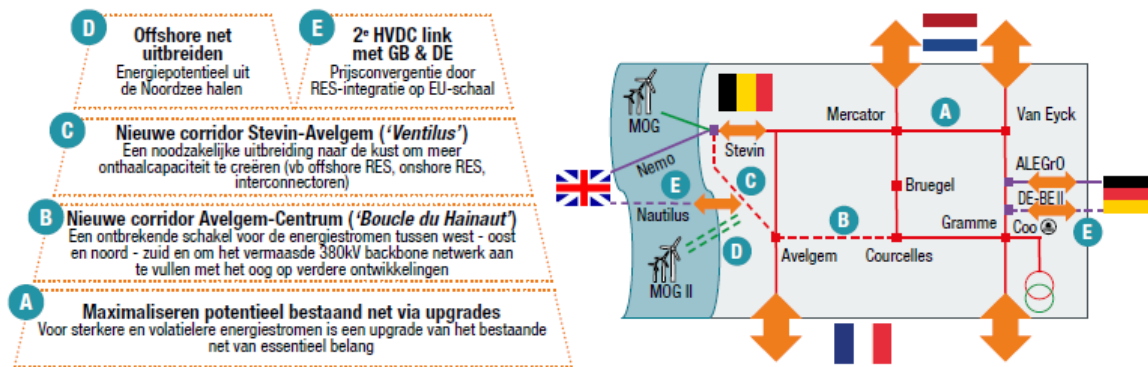 D
Offshore net
uitbreiden
Energiepotentieel uit
de Noordzee halen
E
2e HVDC link
met GB & DE
Prijsconvergentie door
RES-integratie op EU-schaal
C
Nieuwe corridor Stevin-Avelgem ('Ventilus')
Een noodzakelijke uitbreiding naar de kust om meer
onthaalcapaciteit te creëren (vb offshore RES, onshore RES,
interconnectoren)
B
Nieuwe corridor Avelgem-Centrum ('Boucle du Hainaut')
Een ontbrekende schakel voor de energiestromen tussen west - oost
en noord - zuid en om het vermaasde 380kV backbone netwerk aan
te vullen met het oog op verdere ontwikkelingen
A
Maximaliseren potentieel bestaand net via upgrades
Voor sterkere en volatielere energiestromen is een upgrade van het bestaande
net van essentieel belang
MOG
Mercator
A
Van Eyck
Stevin
Nemo
ALEGrO
E
C
Bruegel
DE-BE II
Nautilus
B
Gramme
Coo
E
D
Avelgem
Courcelles
MOG II